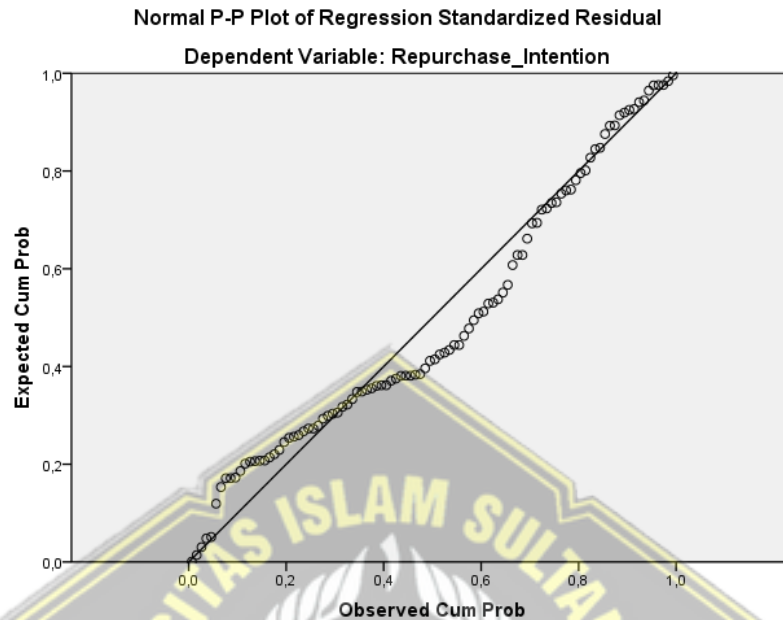 Normal P-P Plot of Regression Standardized Residual
Dependent Variable: Repurchase_Intention
1,0
0,8
0,6
0,4
0,2
0,0
Expected Cum Prob
0,0 0,2 0,4 0,6 0,8 1,0
Observed Cum Prob
ITAS ISLAM SULTA